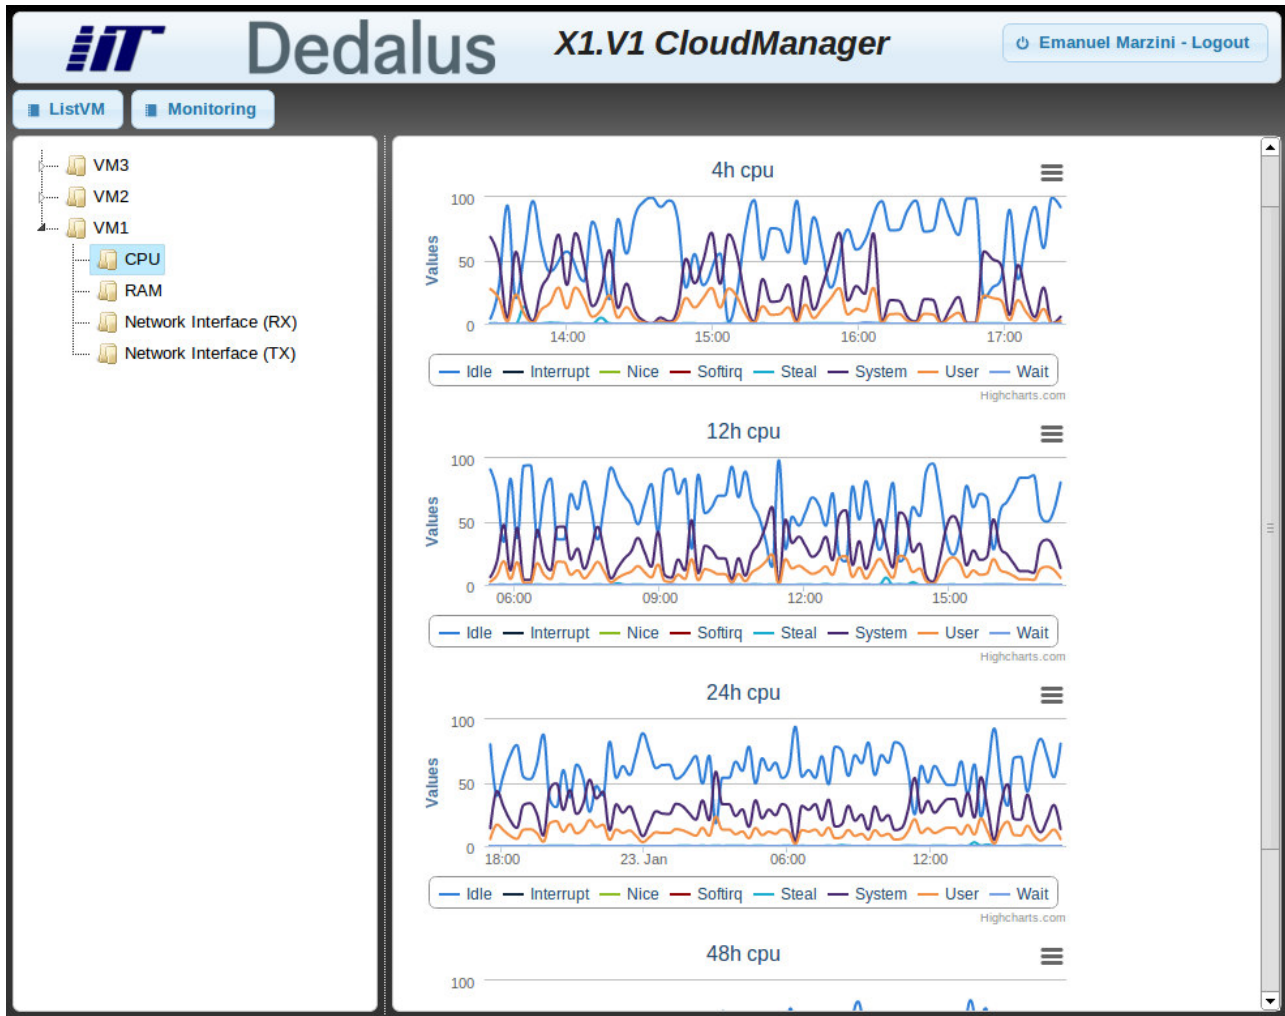 IIT Dedalus X1.V1 CloudManager Emanuel Marzini - Logout
ListVM Monitoring
VM3
VM2
VM1
CPU
RAM
Network Interface (RX)
Network Interface (TX)
4h cpu
100
50
0
Values
14:00 15:00 16:00 17:00
Idle Interrupt Nice Softirq Steal System User Wait
Highcharts.com
12h cpu
100
50
0
Values
06:00 09:00 12:00 15:00
Idle Interrupt Nice Softirq Steal System User Wait
Highcharts.com
24h cpu
100
50
0
Values
18:00 23. Jan 06:00 12:00
Idle Interrupt Nice Softirq Steal System User Wait
Highcharts.com
48h cpu
100